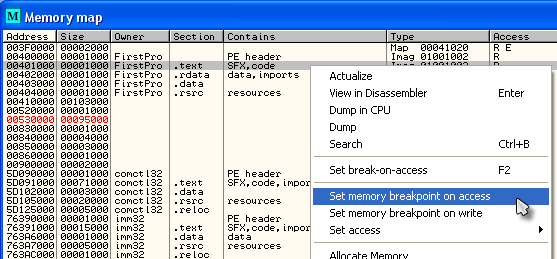 M Memory map
Address Size Owner Section Contains Type Access
003F0000 00002000 Map 00041020 R E
00400000 00001000 FirstPro PE header Imag 01001002 R
00401000 00001000 FirstPro .text SFX,code Imag 01001002 R
00402000 00001000 FirstPro .rdata data,imports
00403000 00001000 FirstPro .data
00404000 00001000 FirstPro .rsrc resources
00410000 00103000
00520000 00001000
00530000 00095000
00830000 00001000
00840000 00004000
00850000 00003000
00860000 00001000
00900000 00002000
5D090000 00001000 comctl32 PE header
5D091000 00071000 comctl32 .text SFX,code,impor
5D102000 00003000 comctl32 .data
5D105000 00020000 comctl32 .rsrc resources
5D125000 00005000 comctl32 .reloc
76390000 00001000 imm32 PE header
76391000 00015000 imm32 .text SFX,code,impor
763A6000 00001000 imm32 .data data
763A7000 00005000 imm32 .rsrc resources
763AC000 00001000 imm32 .reloc
Actualize
View in Disassembler Enter
Dump in CPU
Dump
Search Ctrl+B
Set break-on-access F2
Set memory breakpoint on access
Set memory breakpoint on write
Set access
Allocate Memory